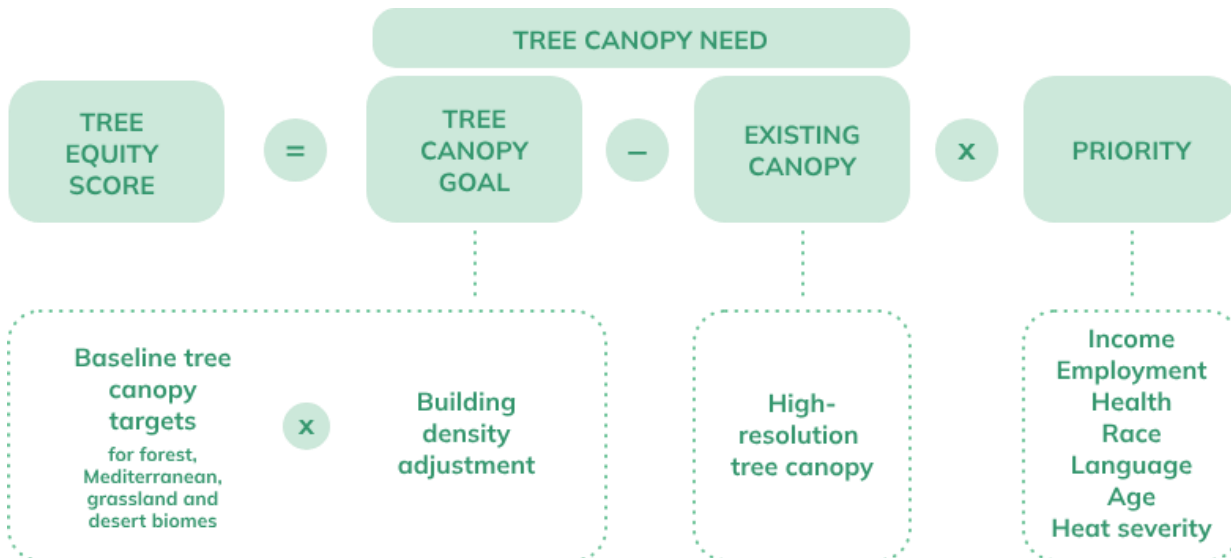 TREE CANOPY NEED
TREE
EQUITY
SCORE
=
TREE
CANOPY
GOAL
–
EXISTING
CANOPY
x
PRIORITY
Baseline tree
canopy
targets
for forest,
Mediterranean,
grassland and
desert biomes
x
Building
density
adjustment
High-
resolution
tree canopy
Income
Employment
Health
Race
Language
Age
Heat severity